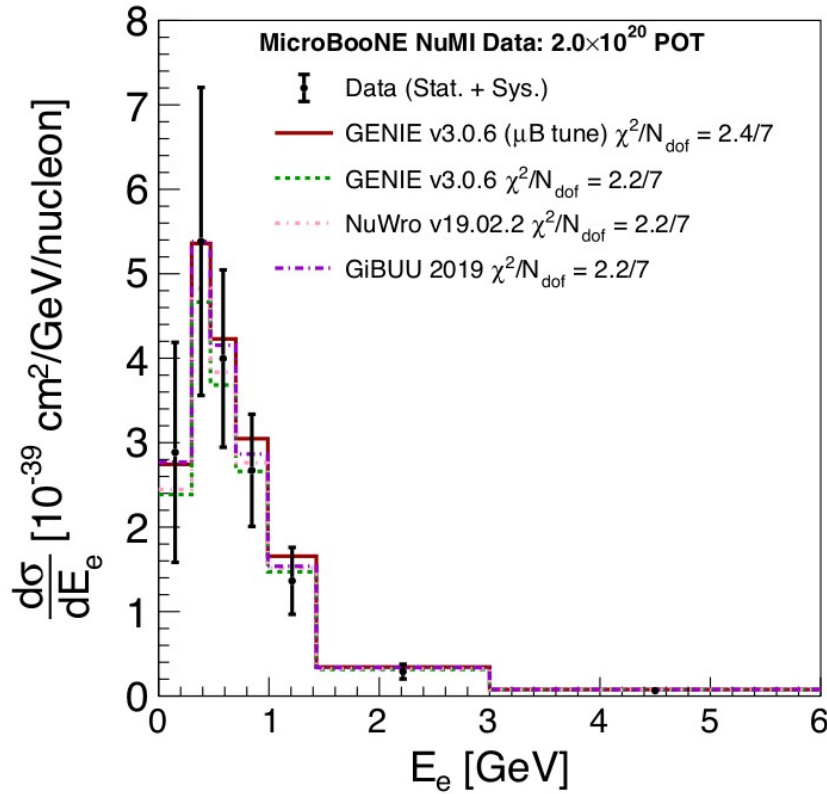 MicroBooNE NuMI Data: 2.0×10²⁰ POT
Data (Stat. + Sys.)
GENIE v3.0.6 (μB tune) χ²/N_dof = 2.4/7
GENIE v3.0.6 χ²/N_dof = 2.2/7
NuWro v19.02.2 χ²/N_dof = 2.2/7
GiBUU 2019 χ²/N_dof = 2.2/7
dσ/dE_e [10⁻³⁹ cm²/GeV/nucleon]
8
7
6
5
4
3
2
1
0
0 1 2 3 4 5 6
E_e [GeV]